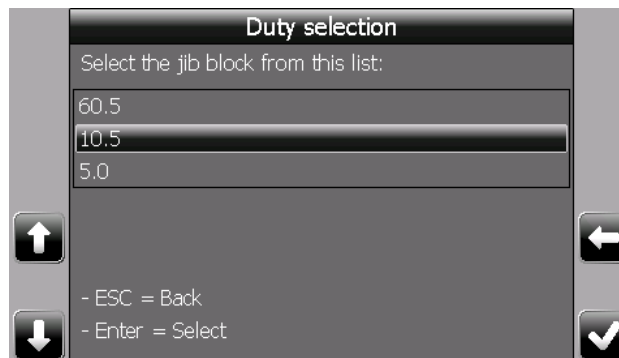 Duty selection
Select the jib block from this list:
60.5
10.5
5.0
- ESC = Back
- Enter = Select